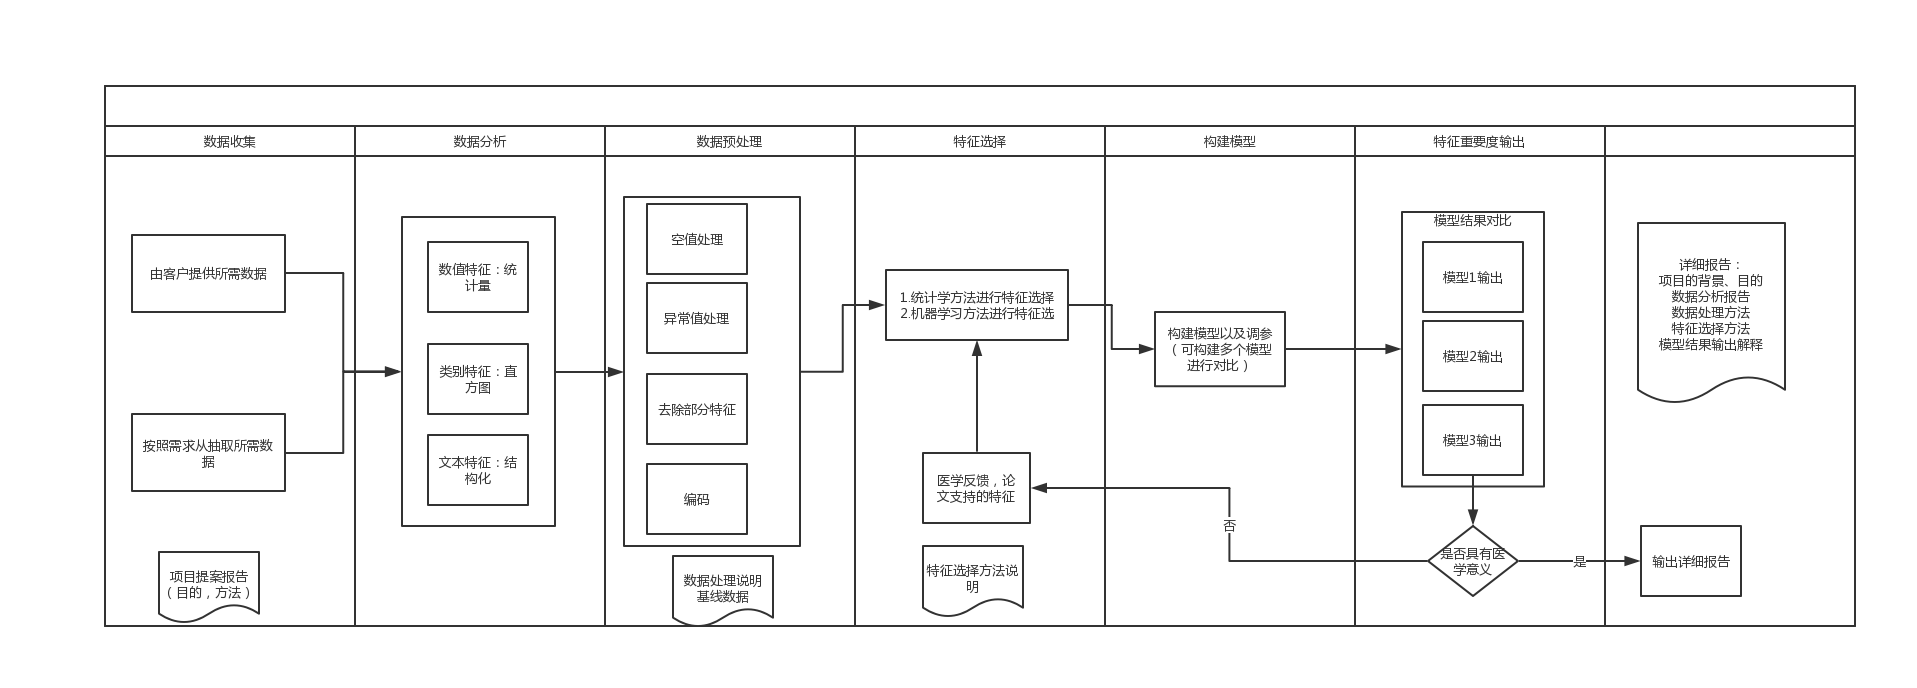 数据收集
数据分析
数据预处理
特征选择
构建模型
特征重要度输出
由客户提供所需数据
按照需求从抽取所需数
据
项目提案报告
（目的，方法）
数值特征：统
计量
类别特征：直
方图
文本特征：结
构化
空值处理
异常值处理
去除部分特征
编码
数据处理说明
基线数据
1.统计学方法进行特征选择
2.机器学习方法进行特征选
医学反馈，论
文支持的特征
特征选择方法说
明
构建模型以及调参
（可构建多个模型
进行对比）
否
模型结果对比
模型1输出
模型2输出
模型3输出
是否具有医
学意义
是
详细报告：
项目的背景、目的
数据分析报告
数据处理方法
特征选择方法
模型结果输出解释
输出详细报告